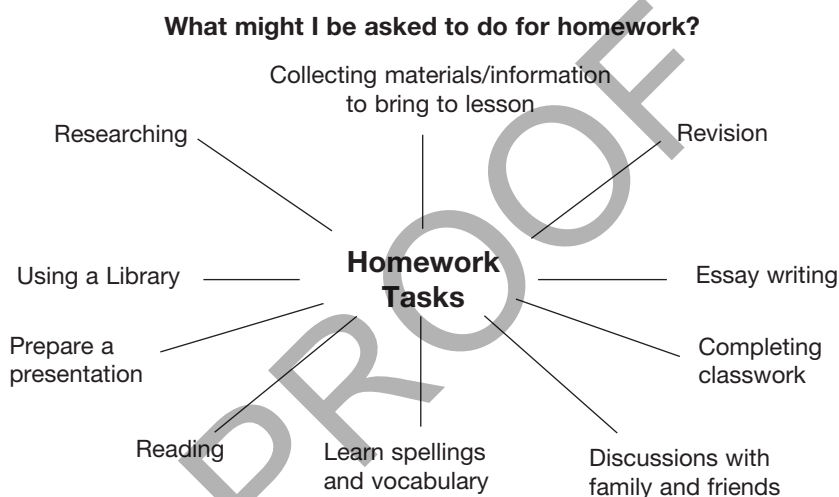 What might I be asked to do for homework?
Collecting materials/information
to bring to lesson
Researching
Revision
Using a Library
Homework
Tasks
Essay writing
Prepare a
presentation
Completing
classwork
Reading
Learn spellings
and vocabulary
Discussions with
family and friends
PROOF